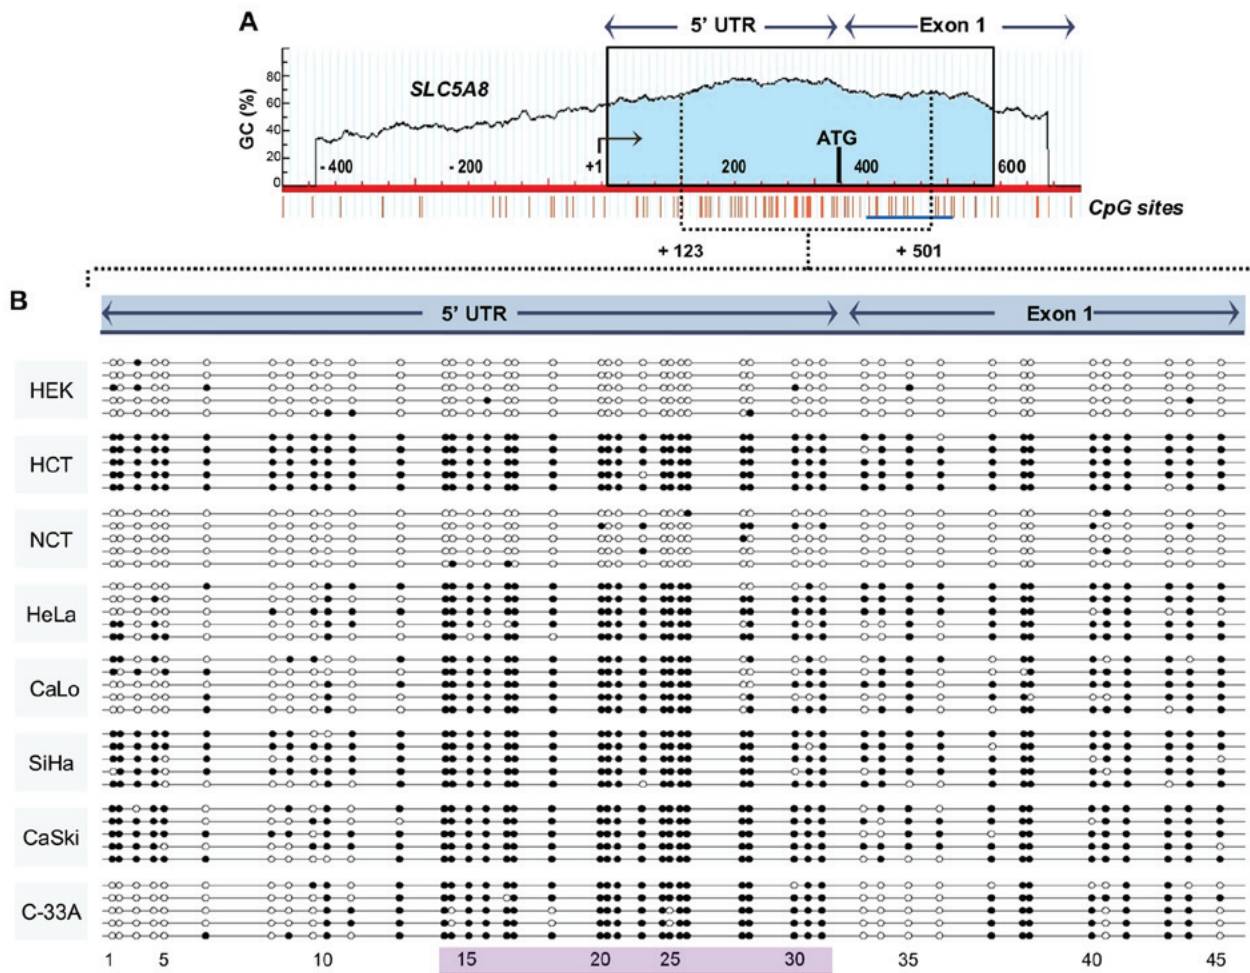 A
5' UTR Exon 1
SLC5A8
GC (%)
80
60
40
20
0
- 400 - 200 +1 200 ATG 400 600
CpG sites
+ 123 + 501
B
5' UTR Exon 1
HEK
HCT
NCT
HeLa
CaLo
SiHa
CaSki
C-33A
1 5 10 15 20 25 30 35 40 45